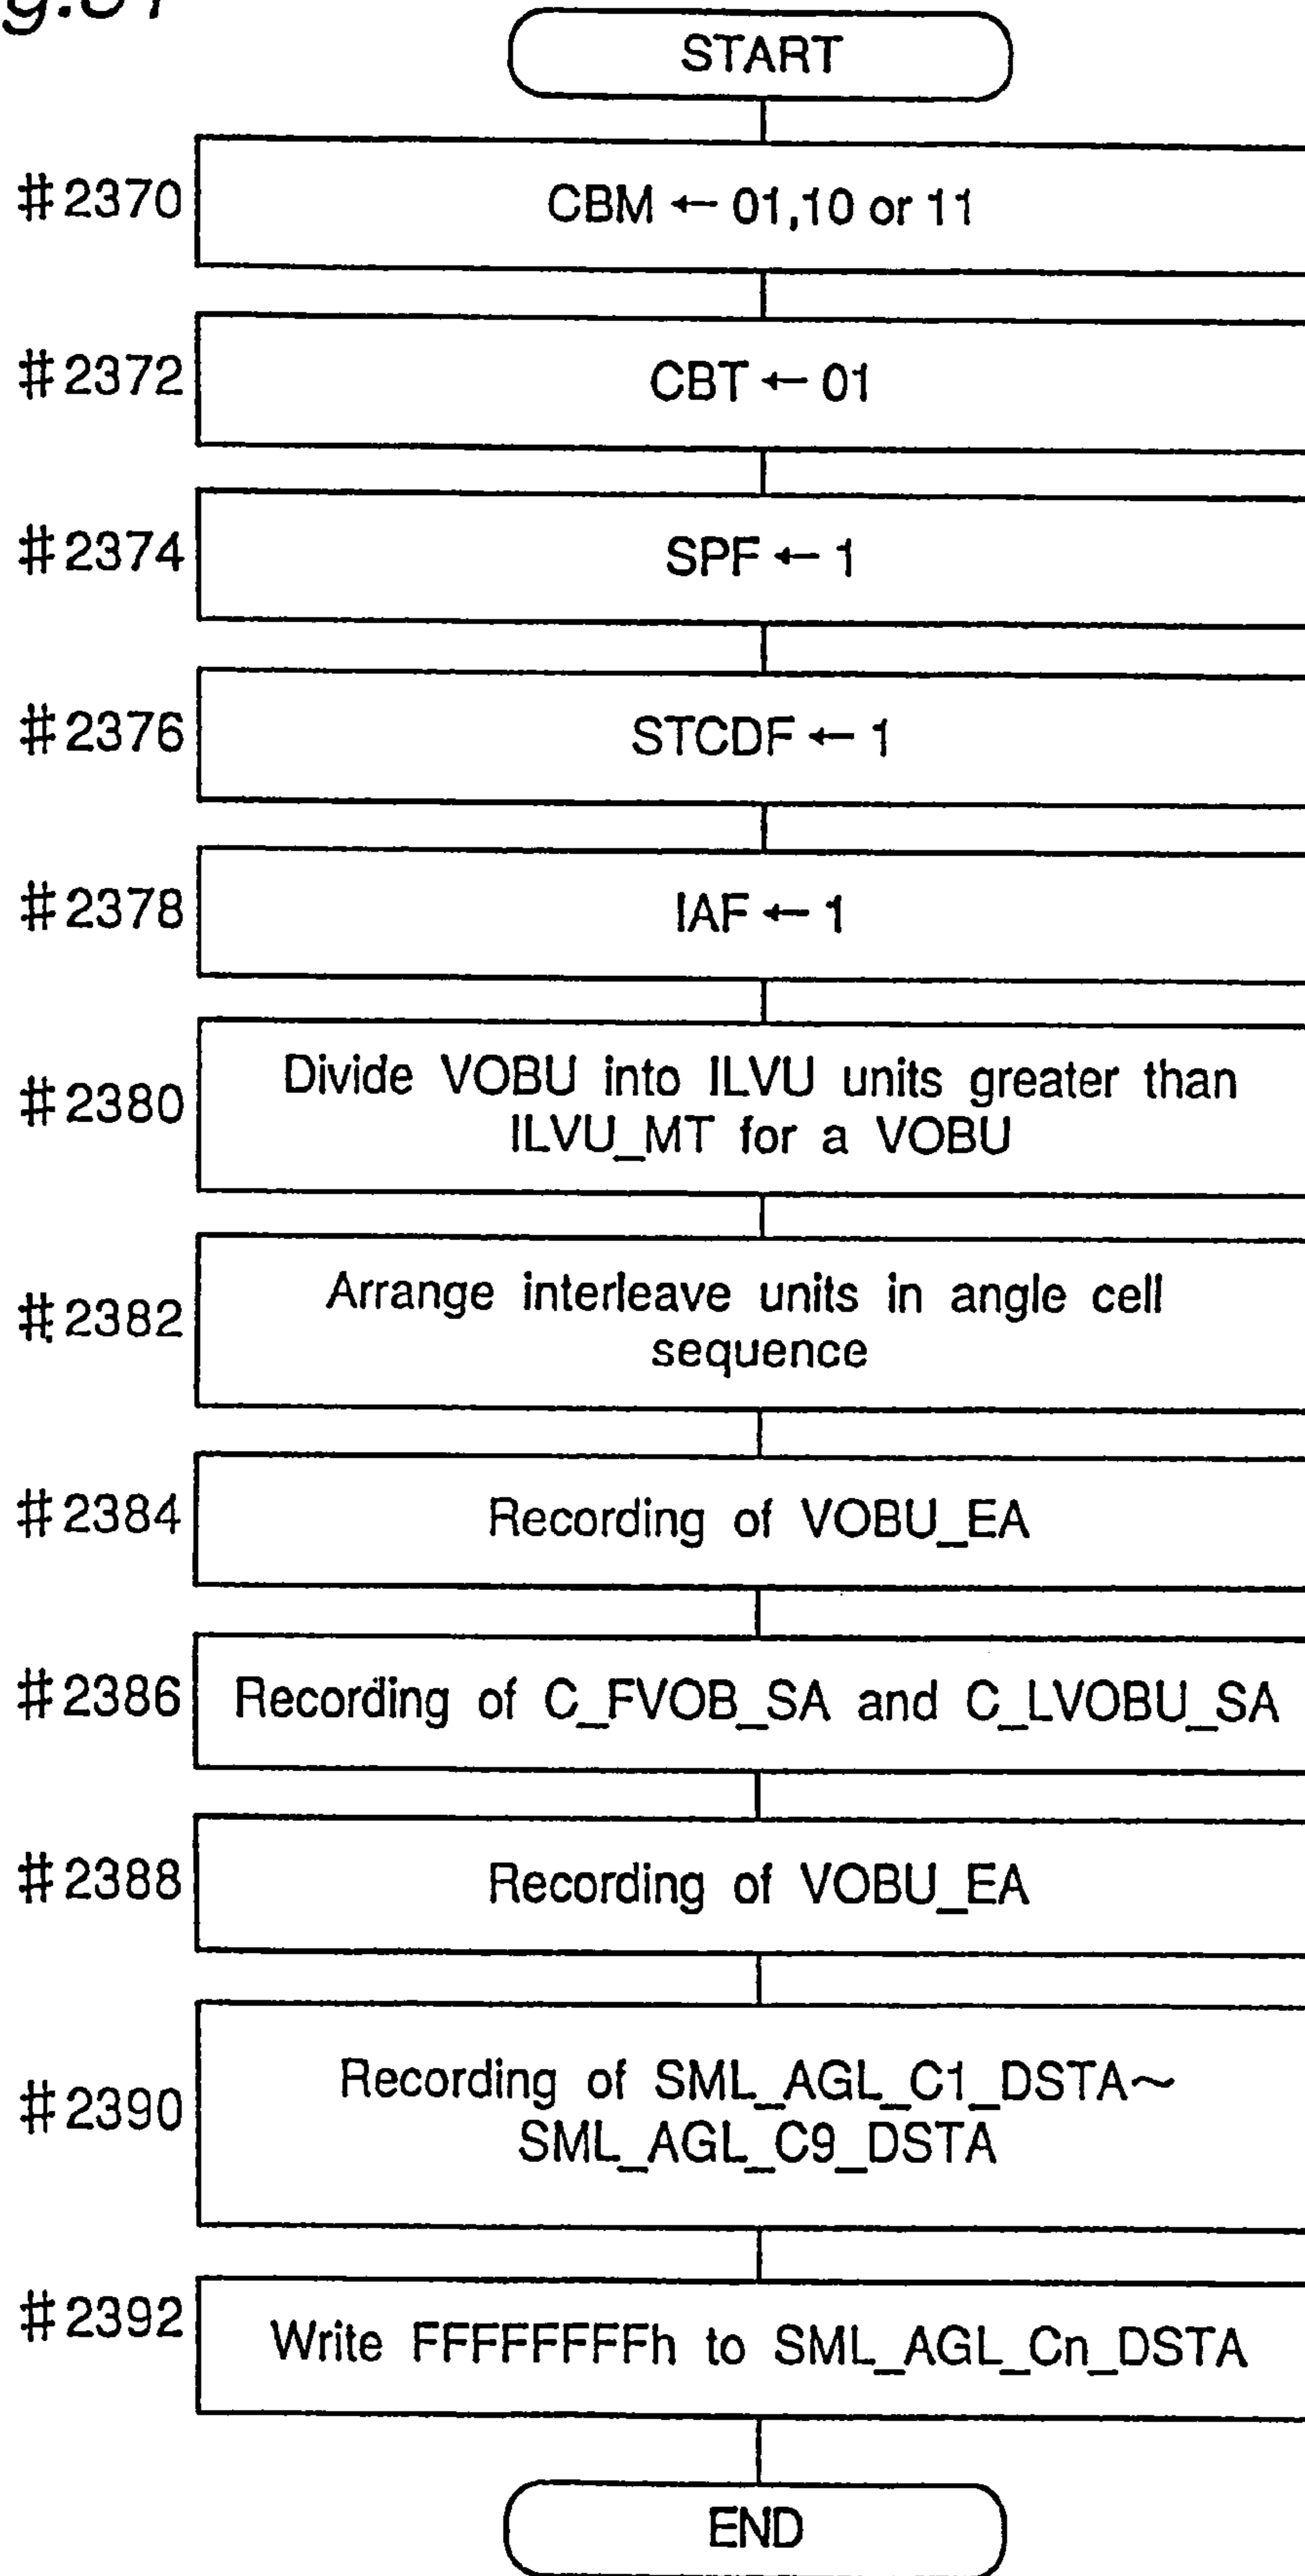 START
#2370
CBM ← 01,10 or 11
#2372
CBT ← 01
#2374
SPF ← 1
#2376
STCDF ← 1
#2378
IAF ← 1
#2380
Divide VOBU into ILVU units greater than
ILVU_MT for a VOBU
#2382
Arrange interleave units in angle cell
sequence
#2384
Recording of VOBU_EA
#2386
Recording of C_FVOB_SA and C_LVOBU_SA
#2388
Recording of VOBU_EA
#2390
Recording of SML_AGL_C1_DSTA~
SML_AGL_C9_DSTA
#2392
Write FFFFFFFFh to SML_AGL_Cn_DSTA
END